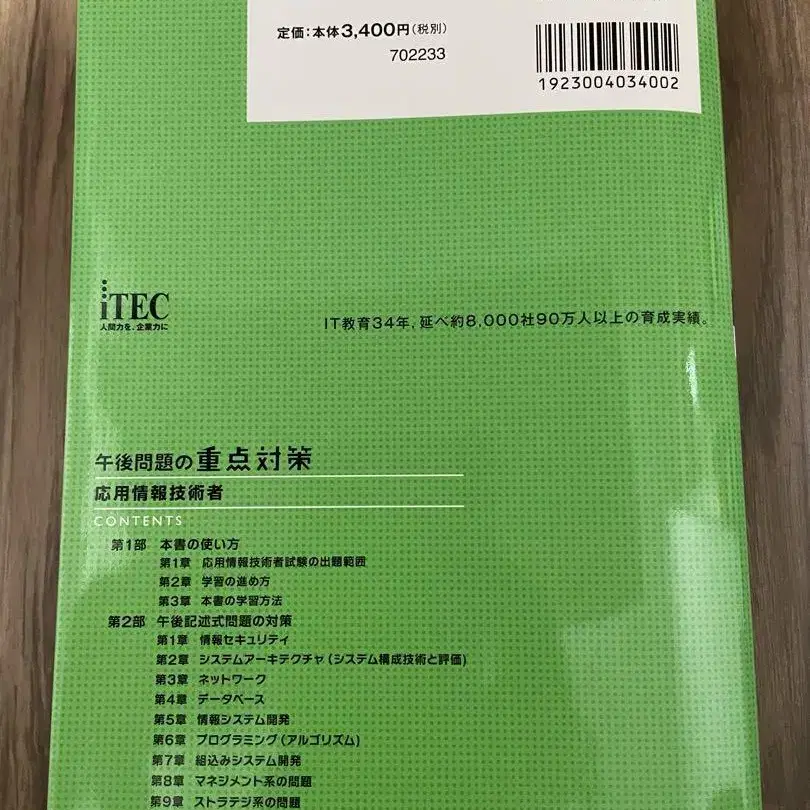 定価:本体3,400円(税別)
702233
1923004034002
iTEC
人間力を、企業力に
IT教育34年,延べ約8,000社90万人以上の育成実績。
午後問題の重点対策
応用情報技術者
CONTENTS
第1部 本書の使い方
第1章 応用情報技術者試験の出題範囲
第2章 学習の進め方
第3章 本書の学習方法
第2部 午後記述式問題の対策
第1章 情報セキュリティ
第2章 システムアーキテクチャ(システム構成技術と評価)
第3章 ネットワーク
第4章 データベース
第5章 情報システム開発
第6章 プログラミング(アルゴリズム)
第7章 組込みシステム開発
第8章 マネジメント系の問題
第9章 ストラテジ系の問題